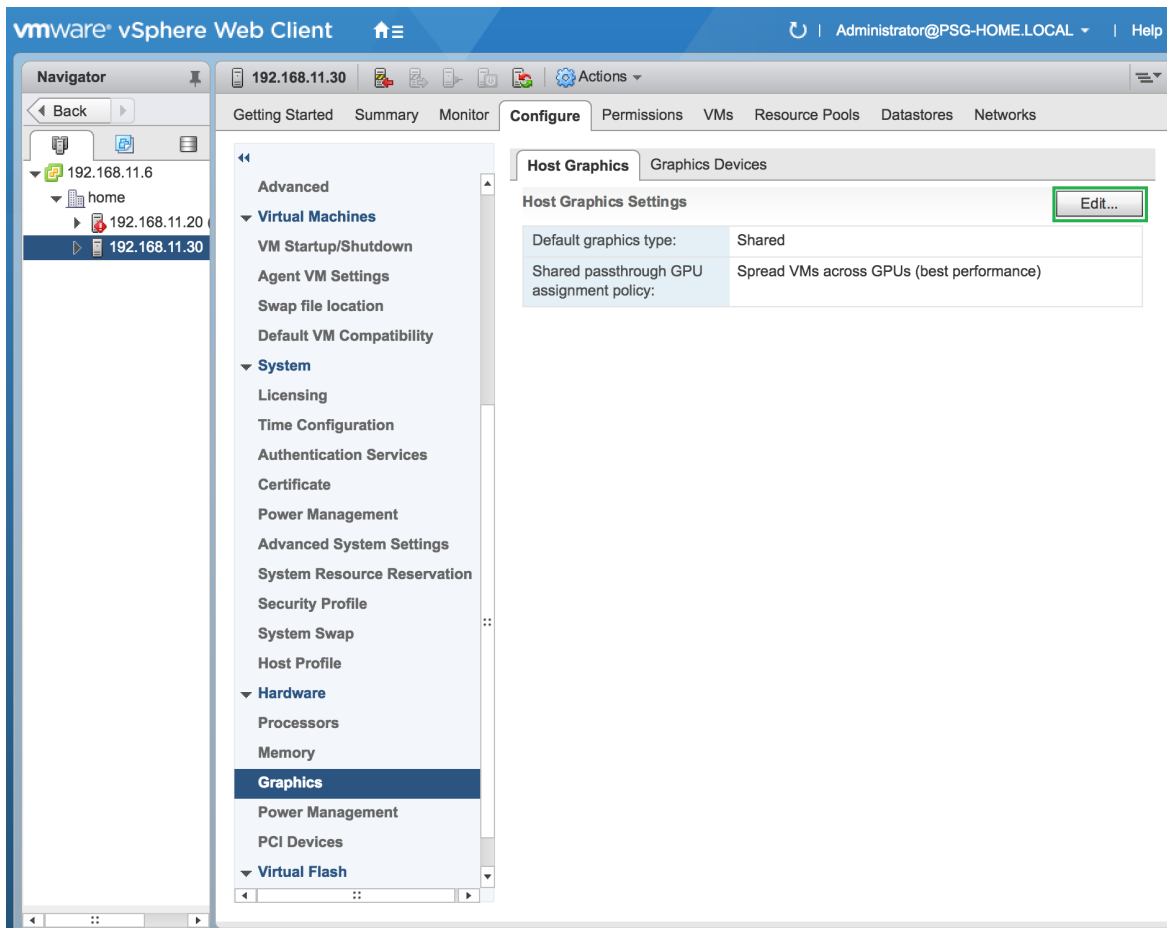 vmware® vSphere Web Client
Administrator@PSG-HOME.LOCAL
Help
Navigator
192.168.11.30
Actions
Back
Getting Started
Summary
Monitor
Configure
Permissions
VMs
Resource Pools
Datastores
Networks
192.168.11.6
home
192.168.11.20 (
192.168.11.30
Advanced
Virtual Machines
VM Startup/Shutdown
Agent VM Settings
Swap file location
Default VM Compatibility
System
Licensing
Time Configuration
Authentication Services
Certificate
Power Management
Advanced System Settings
System Resource Reservation
Security Profile
System Swap
Host Profile
Hardware
Processors
Memory
Graphics
Power Management
PCI Devices
Virtual Flash
Host Graphics
Graphics Devices
Host Graphics Settings
Edit...
Default graphics type:
Shared
Shared passthrough GPU
assignment policy:
Spread VMs across GPUs (best performance)